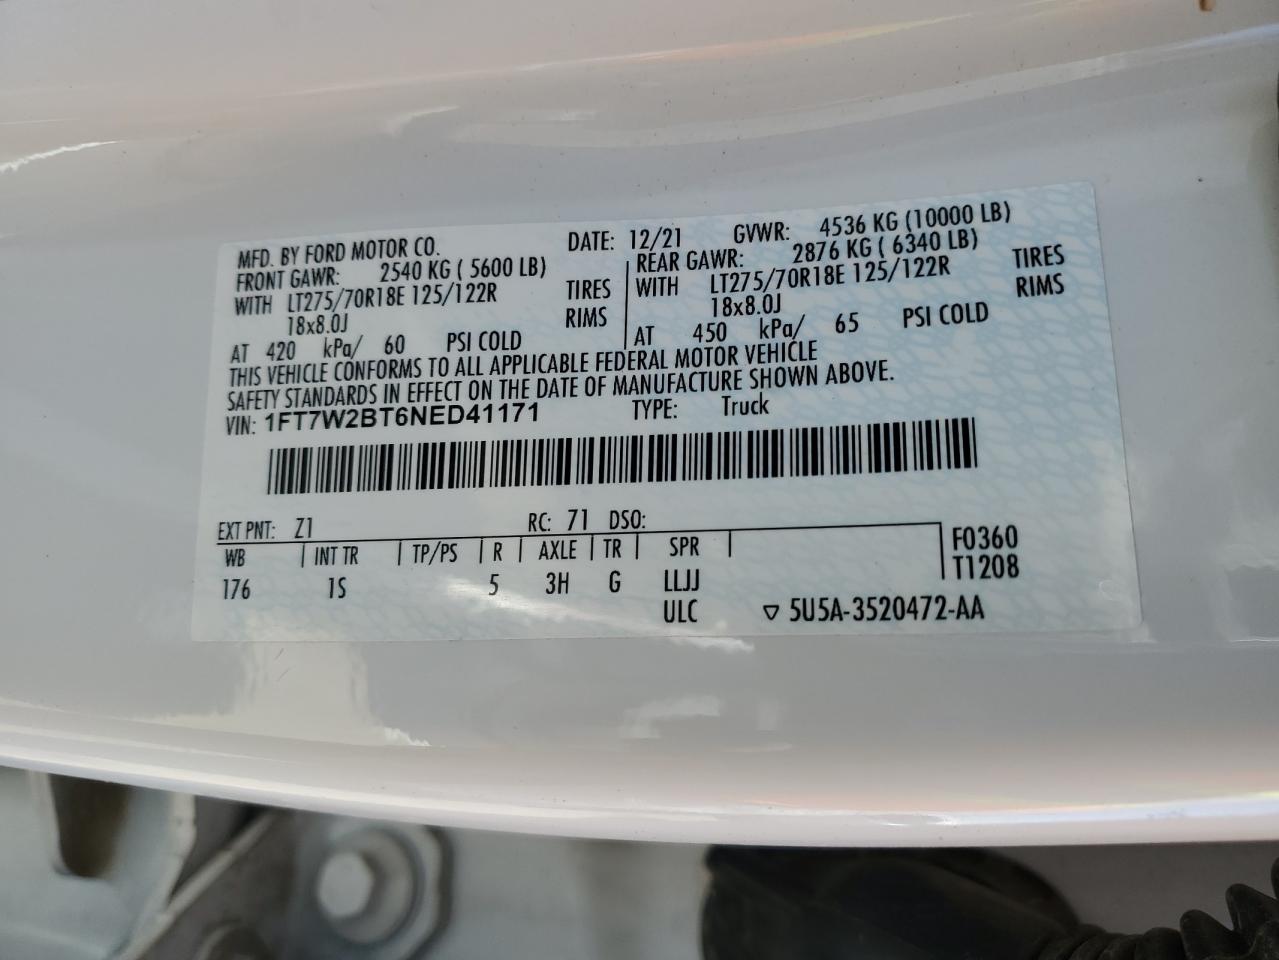 MFD. BY FORD MOTOR CO. DATE: 12/21 GVWR: 4536 KG (10000 LB)
FRONT GAWR: 2540 KG ( 5600 LB) REAR GAWR: 2876 KG ( 6340 LB)
WITH LT275/70R18E 125/122R TIRES WITH LT275/70R18E 125/122R TIRES
18x8.0J RIMS 18x8.0J RIMS
AT 420 kPa/ 60 PSI COLD AT 450 kPa/ 65 PSI COLD
THIS VEHICLE CONFORMS TO ALL APPLICABLE FEDERAL MOTOR VEHICLE
SAFETY STANDARDS IN EFFECT ON THE DATE OF MANUFACTURE SHOWN ABOVE.
VIN: 1FT7W2BT6NED41171 TYPE: Truck
EXT PNT: Z1 RC: 71 DSO:
WB INT TR TP/PS R AXLE TR SPR F0360
176 1S 5 3H G LLJJ T1208
ULC ▽ 5U5A-3520472-AA